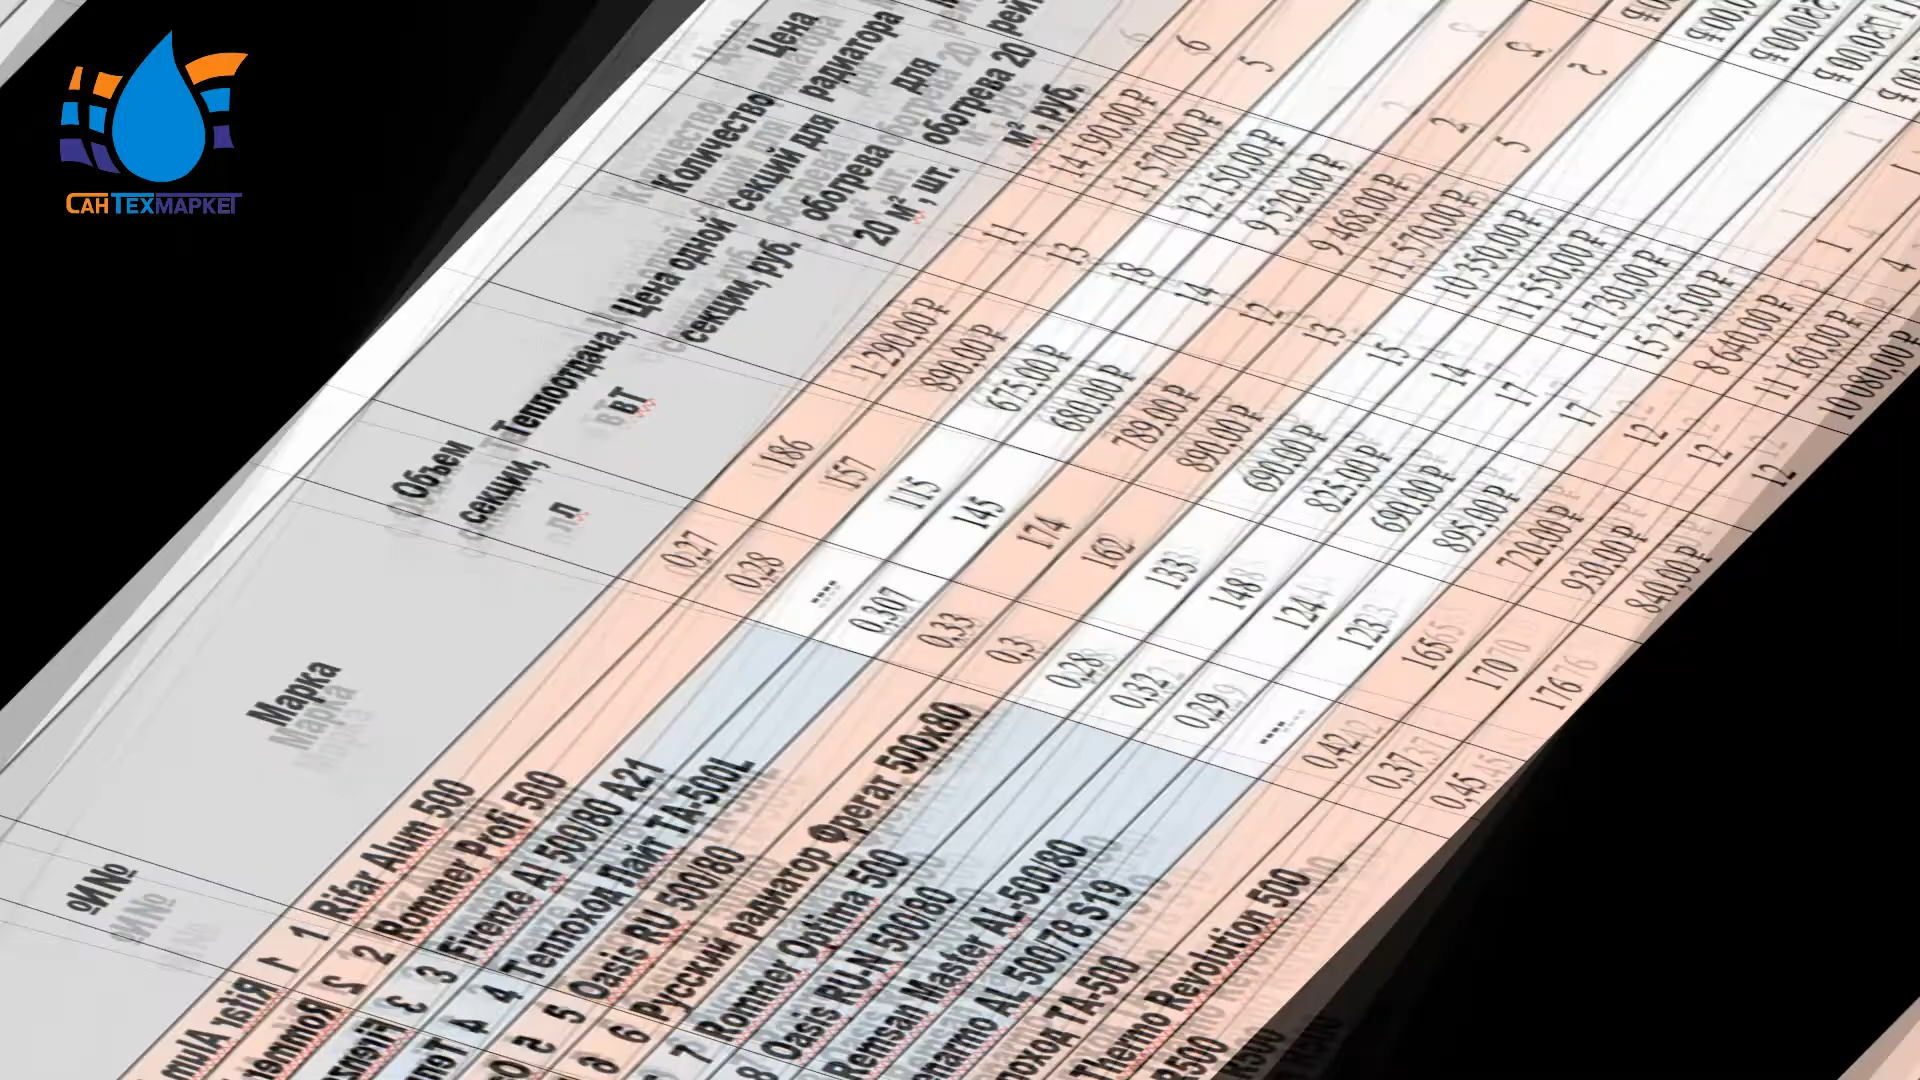 САНТЕХМАРКЕТ
№№ Марка Объем секции, л Теплоотдача, вТ Цена одной секции, руб. Количество секций для обогрева 20 м², шт. Цена радиатора для обогрева 20 м², руб.
1 Rifar Alum 500 0,27 186 1 290,00 ₽ 11 14 190,00 ₽
2 Rommer Profi 500 0,28 157 890,00 ₽ 13 11 570,00 ₽
3 Firenze Al 500/80 A21 ---- 115 675,00 ₽ 18 12 150,00 ₽
4 Теплоход Лайт ТА-500L 0,307 145 680,00 ₽ 14 9 520,00 ₽
5 Oasis RU 500/80 0,33 174 789,00 ₽ 12 9 468,00 ₽
6 Русский радиатор Фрегат 500х80 0,3 162 890,00 ₽ 13 11 570,00 ₽
7 Rommer Optima 500 0,28 133 690,00 ₽ 15 10 350,00 ₽
8 Oasis RU-N 500/80 0,32 148 825,00 ₽ 14 11 550,00 ₽
Remsan Master AL-500/80 0,29 124 690,00 ₽ 17 11 730,00 ₽
AL 500/78 S19 ---- 123 895,00 ₽ 17 15 215,00 ₽
ТА-500 0,42 165 720,00 ₽ 12 8 640,00 ₽
Thermo Revolution 500 0,37 170 930,00 ₽ 12 11 160,00 ₽
R500 0,45 176 840,00 ₽ 12 10 080,00 ₽